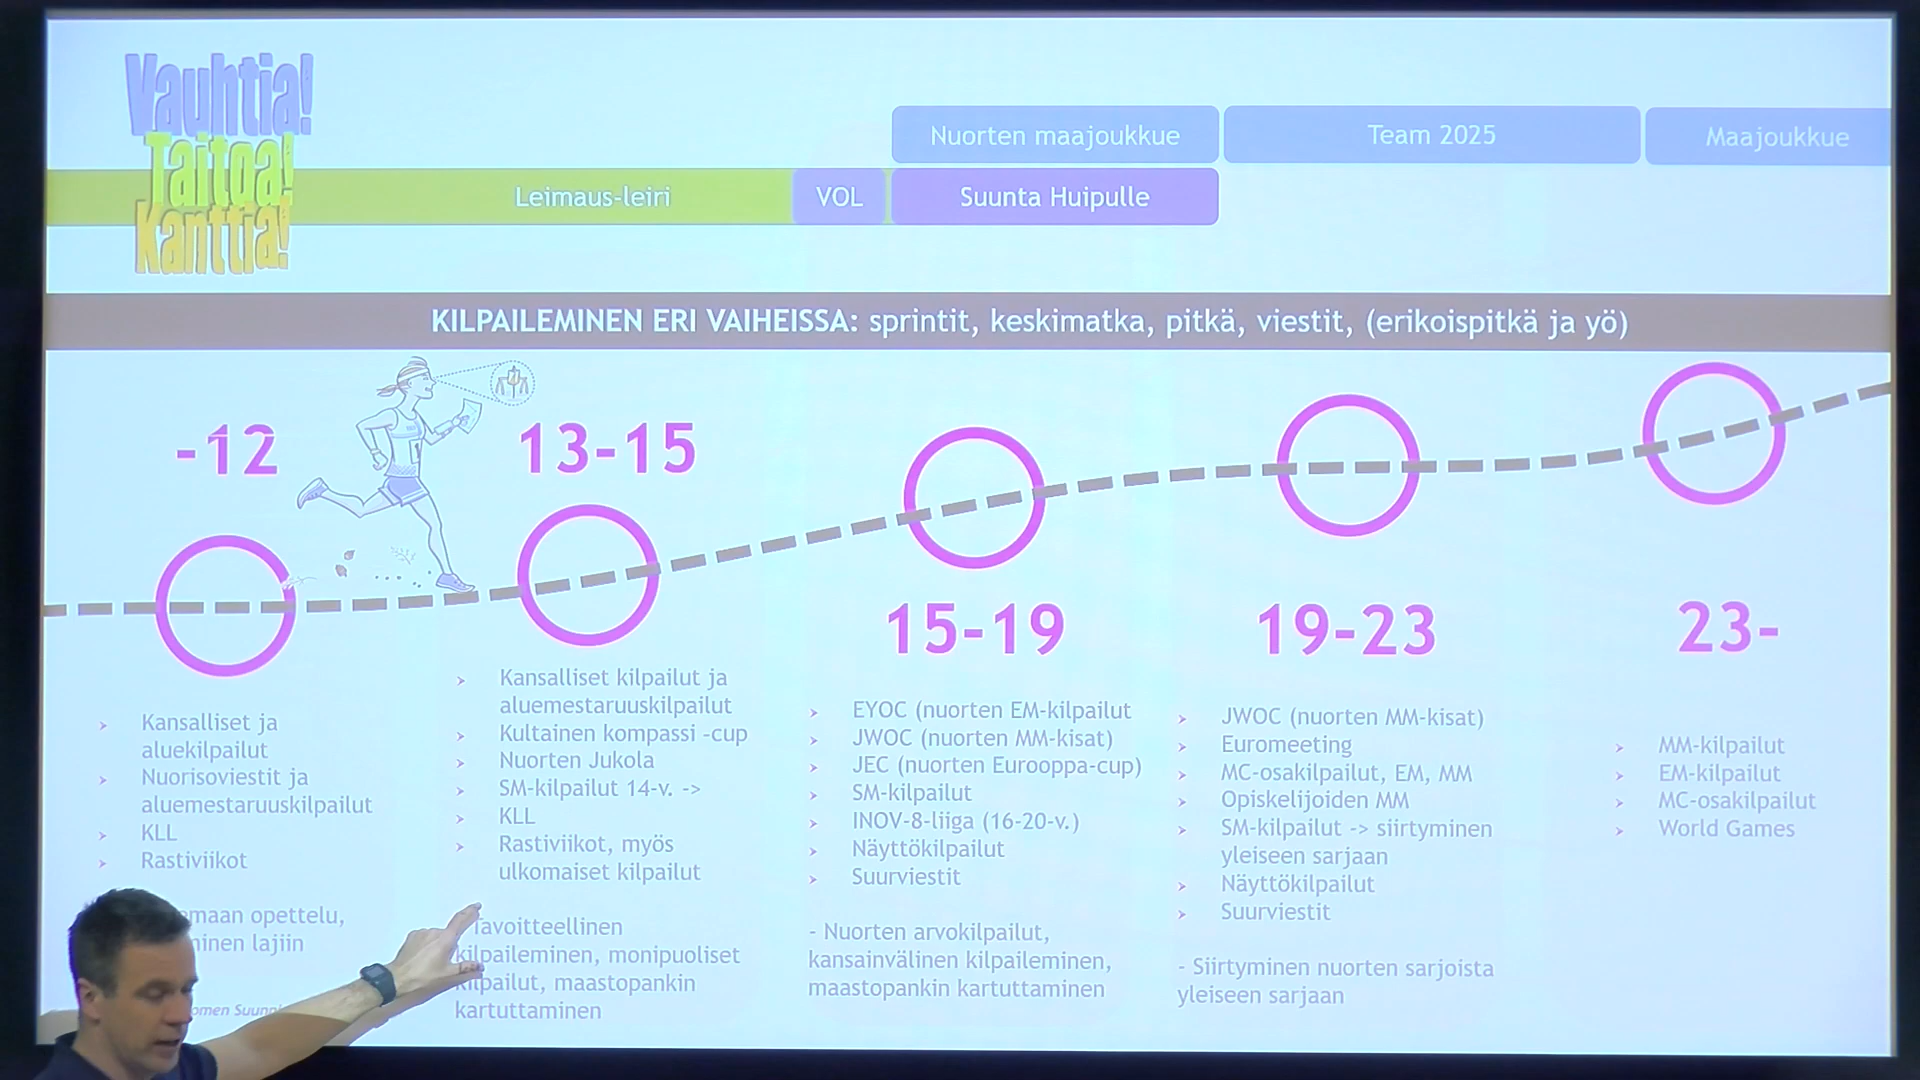 Vauhtia!
Taitoa!
Kanttia!
Nuorten maajoukkue
Team 2025
Maajoukkue
Leimaus-leiri
VOL
Suunta Huipulle
KILPAILEMINEN ERI VAIHEISSA: sprintit, keskimatka, pitkä, viestit, (erikoispitkä ja yö)
-12
Kansalliset ja
aluekilpailut
Nuorisoviestit ja
aluemestaruuskilpailut
KLL
Rastiviikot
opettelu,
lajiin
13-15
Kansalliset kilpailut ja
aluemestaruuskilpailut
Kultainen kompassi -cup
Nuorten Jukola
SM-kilpailut 14-v. ->
KLL
Rastiviikot, myös
ulkomaiset kilpailut
Tavoitteellinen
kilpaileminen, monipuoliset
kilpailut, maastopankin
kartuttaminen
15-19
EYOC (nuorten EM-kilpailut
JWOC (nuorten MM-kisat)
JEC (nuorten Eurooppa-cup)
SM-kilpailut
INOV-8-liiga (16-20-v.)
Näyttökilpailut
Suurviestit
- Nuorten arvokilpailut,
kansainvälinen kilpaileminen,
maastopankin kartuttaminen
19-23
JWOC (nuorten MM-kisat)
Euromeeting
MC-osakilpailut, EM, MM
Opiskelijoiden MM
SM-kilpailut -> siirtyminen
yleiseen sarjaan
Näyttökilpailut
Suurviestit
- Siirtyminen nuorten sarjoista
yleiseen sarjaan
23-
MM-kilpailut
EM-kilpailut
MC-osakilpailut
World Games